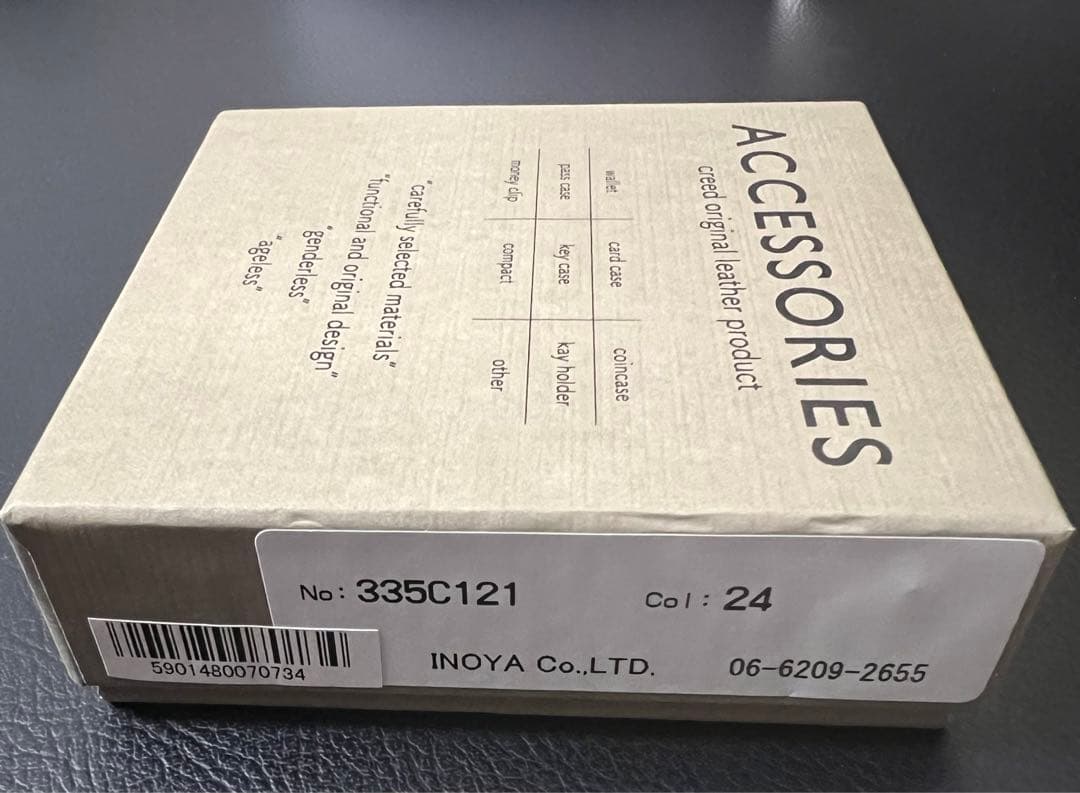 ACCESSORIES
creed original leather product
wallet card case coincase
pass case key case kay holder
money clip compact other
"carefully selected materials"
"functional and original design"
"genderless"
"ageless"
No: 335C121 Col: 24
INOYA Co.,LTD. 06-6209-2655
5901480070734